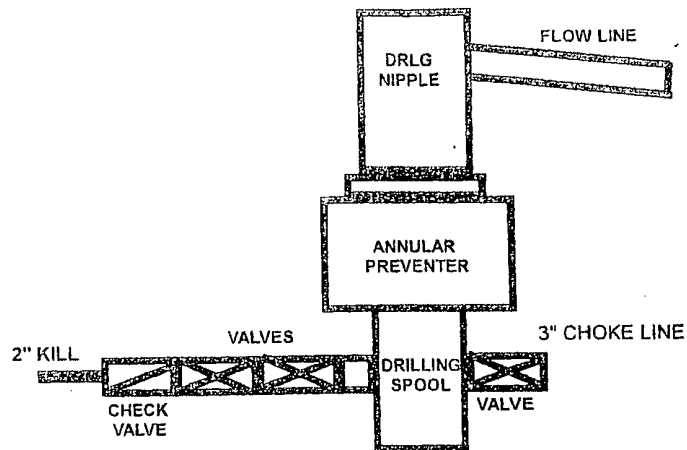 FLOW LINE
DRLG
NIPPLE
ANNULAR
PREVENTER
VALVES
3" CHOKE LINE
2" KILL
DRILLING
SPOOL
CHECK
VALVE
VALVE